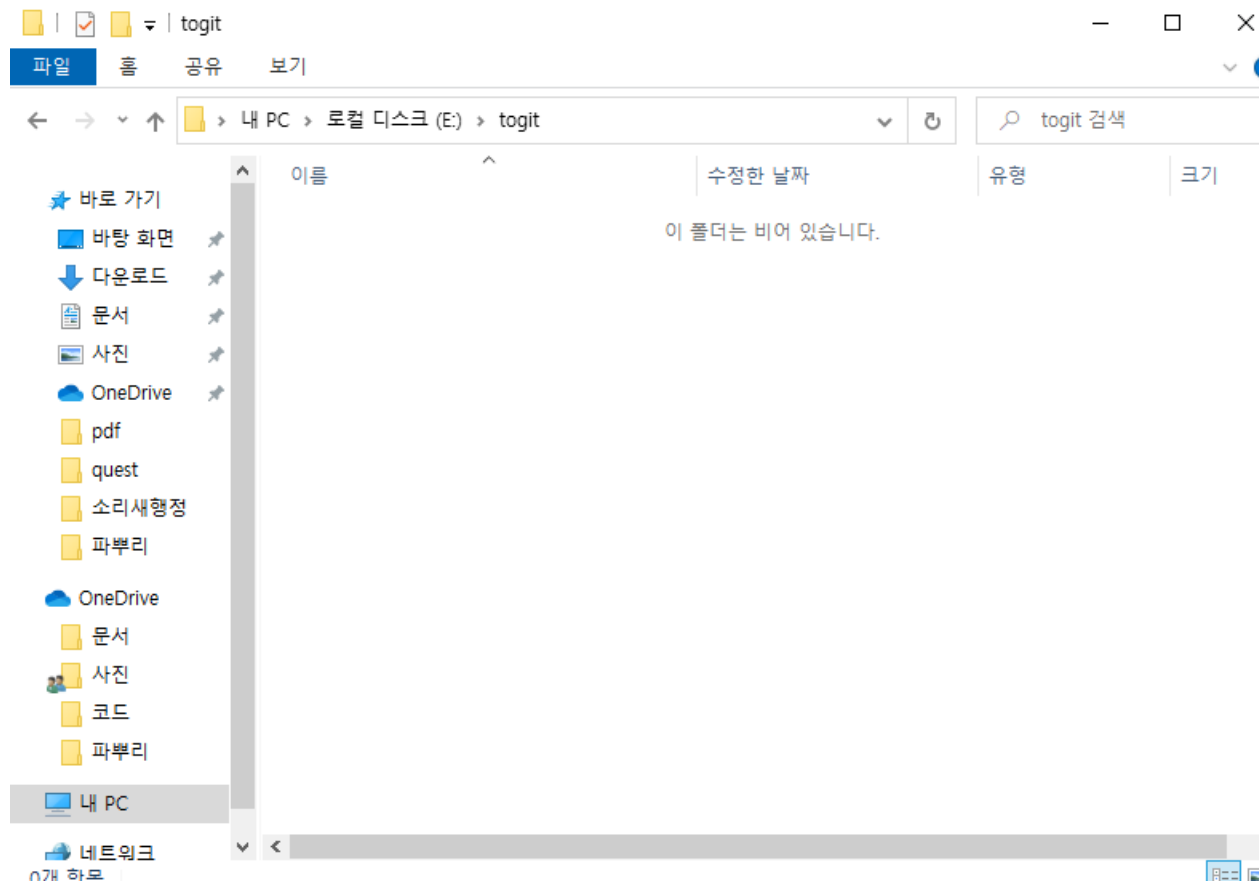 togit
파일 홈 공유 보기
내 PC 로컬 디스크 (E:) togit
togit 검색
이름 수정한 날짜 유형 크기
이 폴더는 비어 있습니다.
바로 가기
바탕 화면
다운로드
문서
사진
OneDrive
pdf
quest
소리새행정
파뿌리
OneDrive
문서
사진
코드
파뿌리
내 PC
네트워크
0개 항목